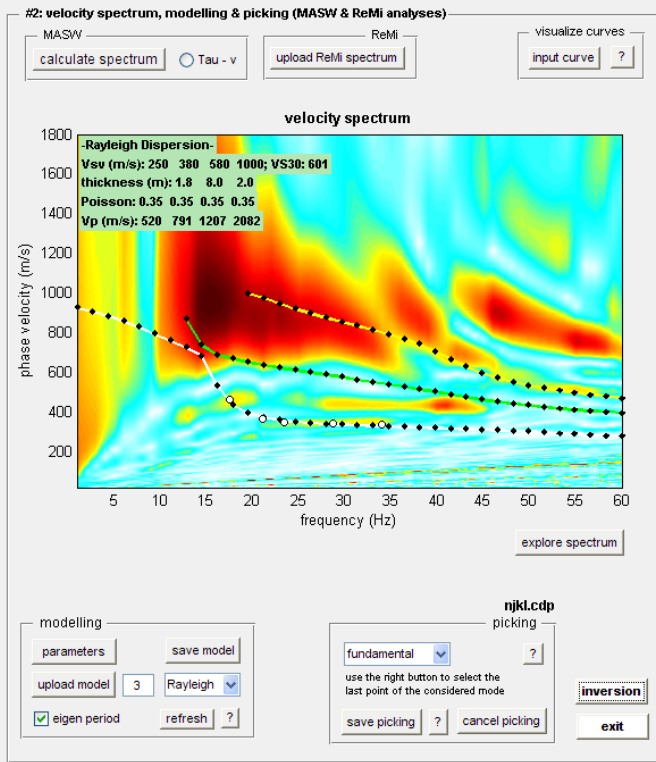 #2: velocity spectrum, modelling & picking (MASW & ReMi analyses)
MASW
ReMi
visualize curves
calculate spectrum
Tau - v
upload ReMi spectrum
input curve
?
velocity spectrum
-Rayleigh Dispersion-
Vsv (m/s): 250 380 580 1000; VS30: 601
thickness (m): 1.8 8.0 2.0
Poisson: 0.35 0.35 0.35 0.35
Vp (m/s): 520 791 1207 2082
1800
1600
1400
1200
1000
800
600
400
200
phase velocity (m/s)
5 10 15 20 25 30 35 40 45 50 55 60
frequency (Hz)
explore spectrum
njkl.cdp
modelling
parameters
save model
upload model
3
Rayleigh
eigen period
refresh
?
picking
fundamental
?
use the right button to select the
last point of the considered mode
save picking
?
cancel picking
inversion
exit